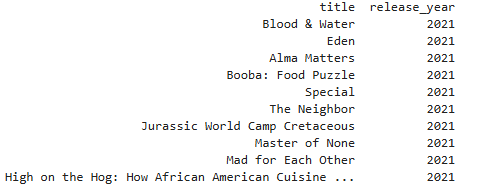 title release_year
Blood & Water 2021
Eden 2021
Alma Matters 2021
Booba: Food Puzzle 2021
Special 2021
The Neighbor 2021
Jurassic World Camp Cretaceous 2021
Master of None 2021
Mad for Each Other 2021
High on the Hog: How African American Cuisine ... 2021